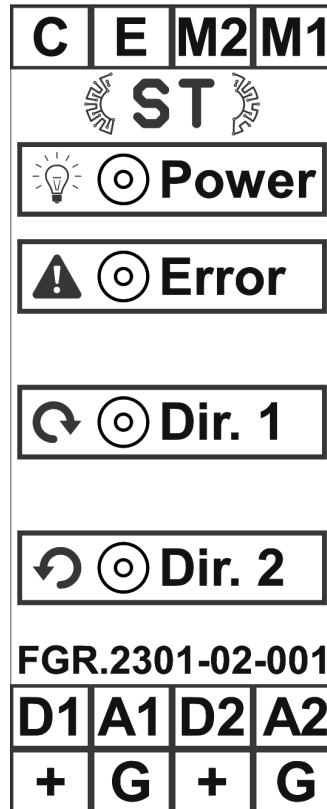 C E M2 M1
ST
Power
Error
Dir. 1
Dir. 2
FGR.2301-02-001
D1 A1 D2 A2
+ G + G